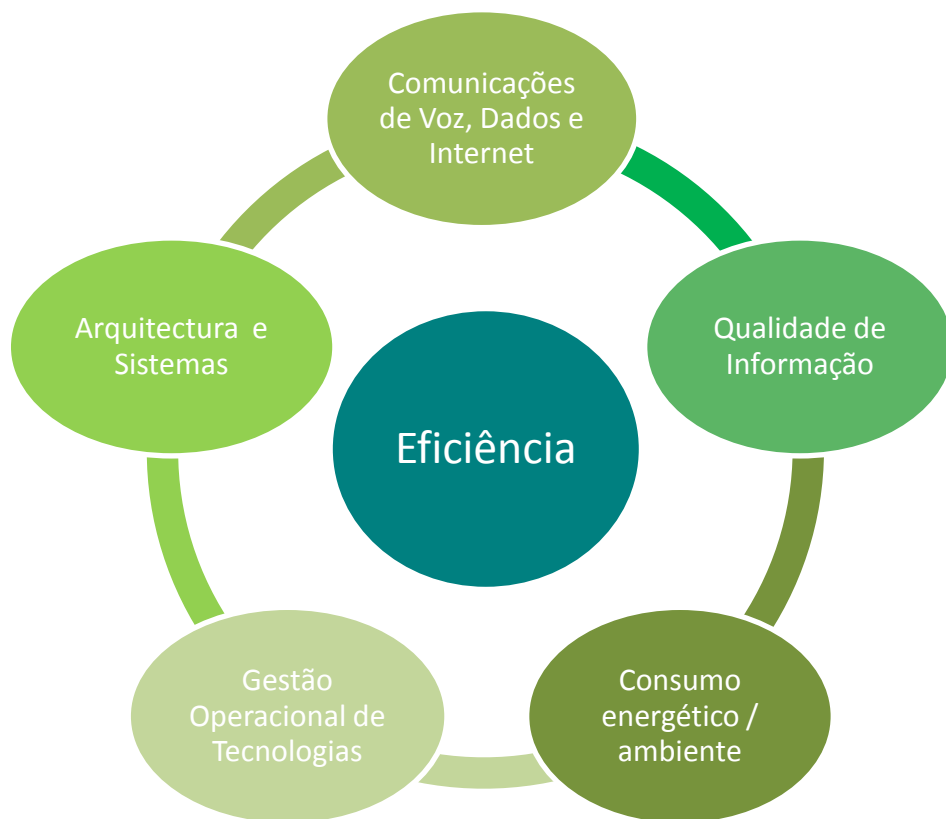 Comunicações
de Voz, Dados e
Internet
Arquitectura e
Sistemas
Qualidade de
Informação
Eficiência
Gestão
Operacional de
Tecnologias
Consumo
energético /
ambiente